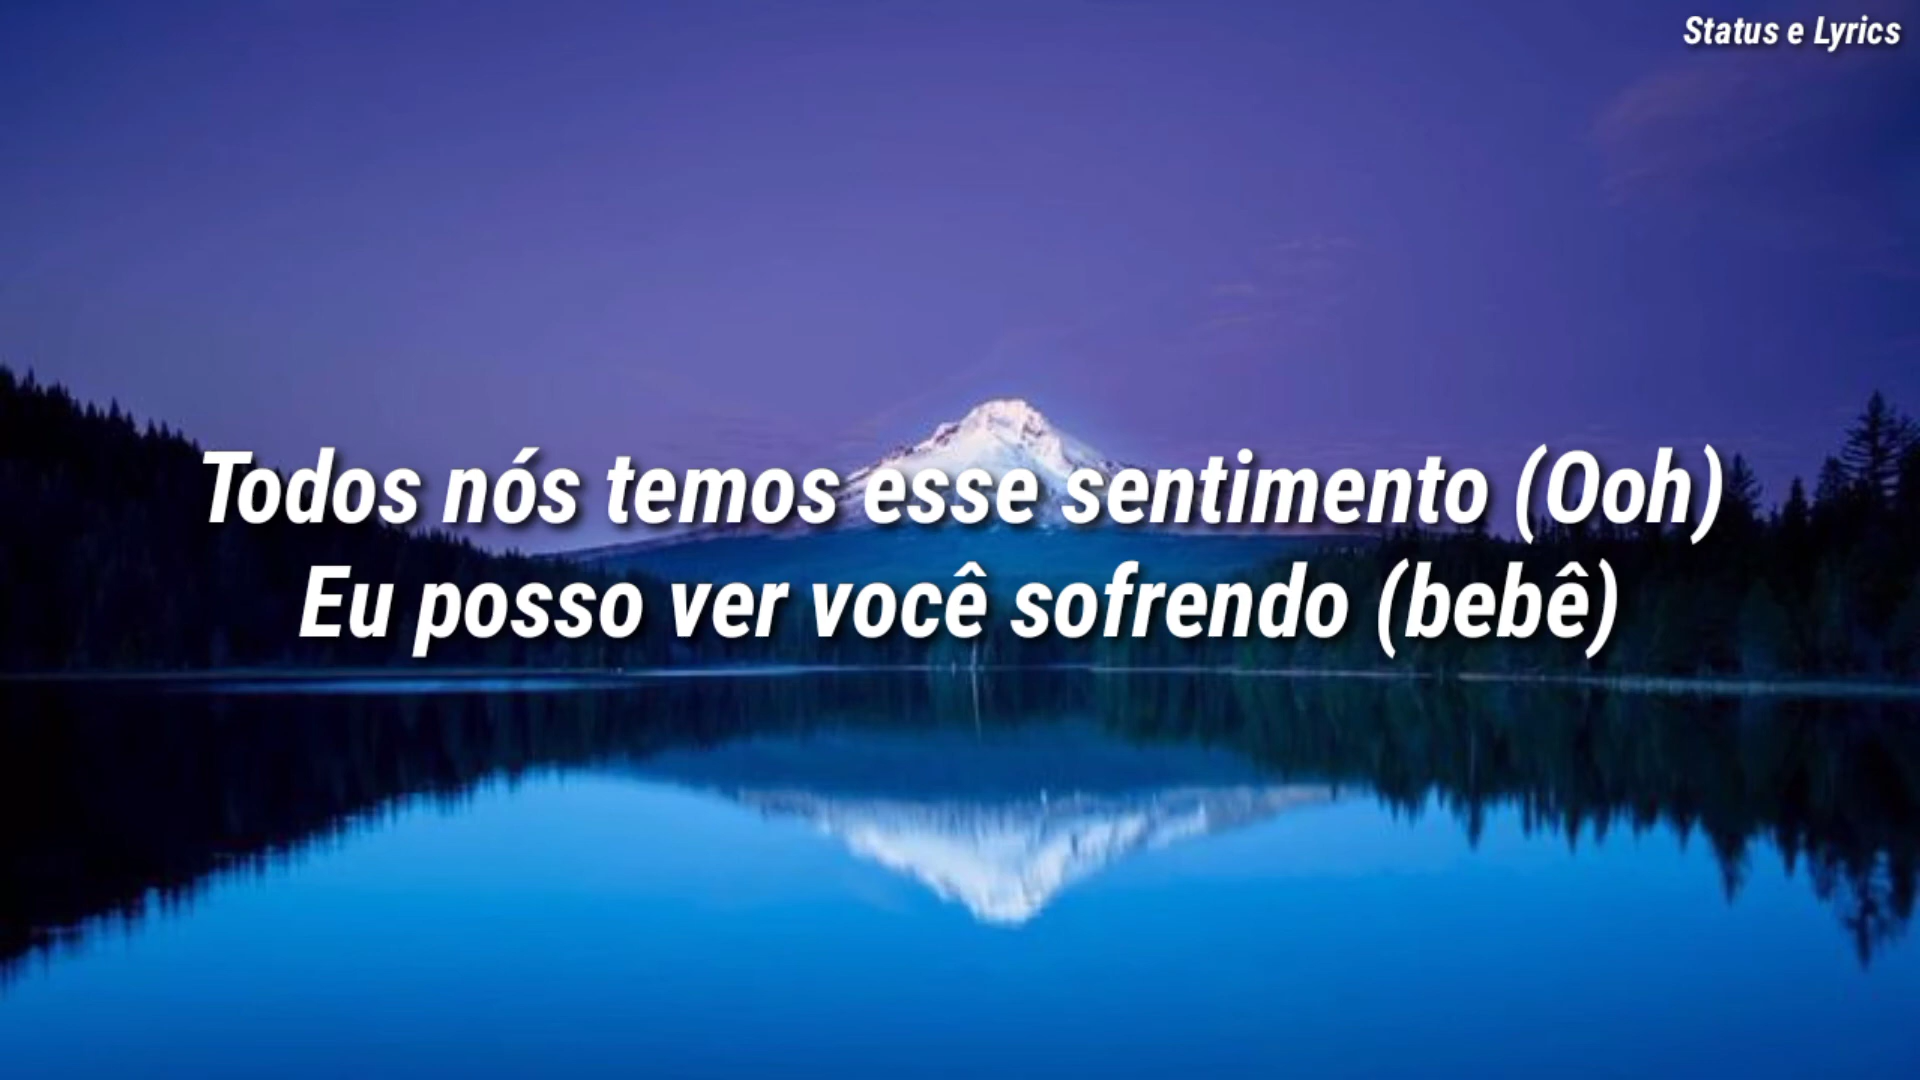 Status e Lyrics
Todos nós temos esse sentimento (Ooh)
Eu posso ver você sofrendo (bebê)